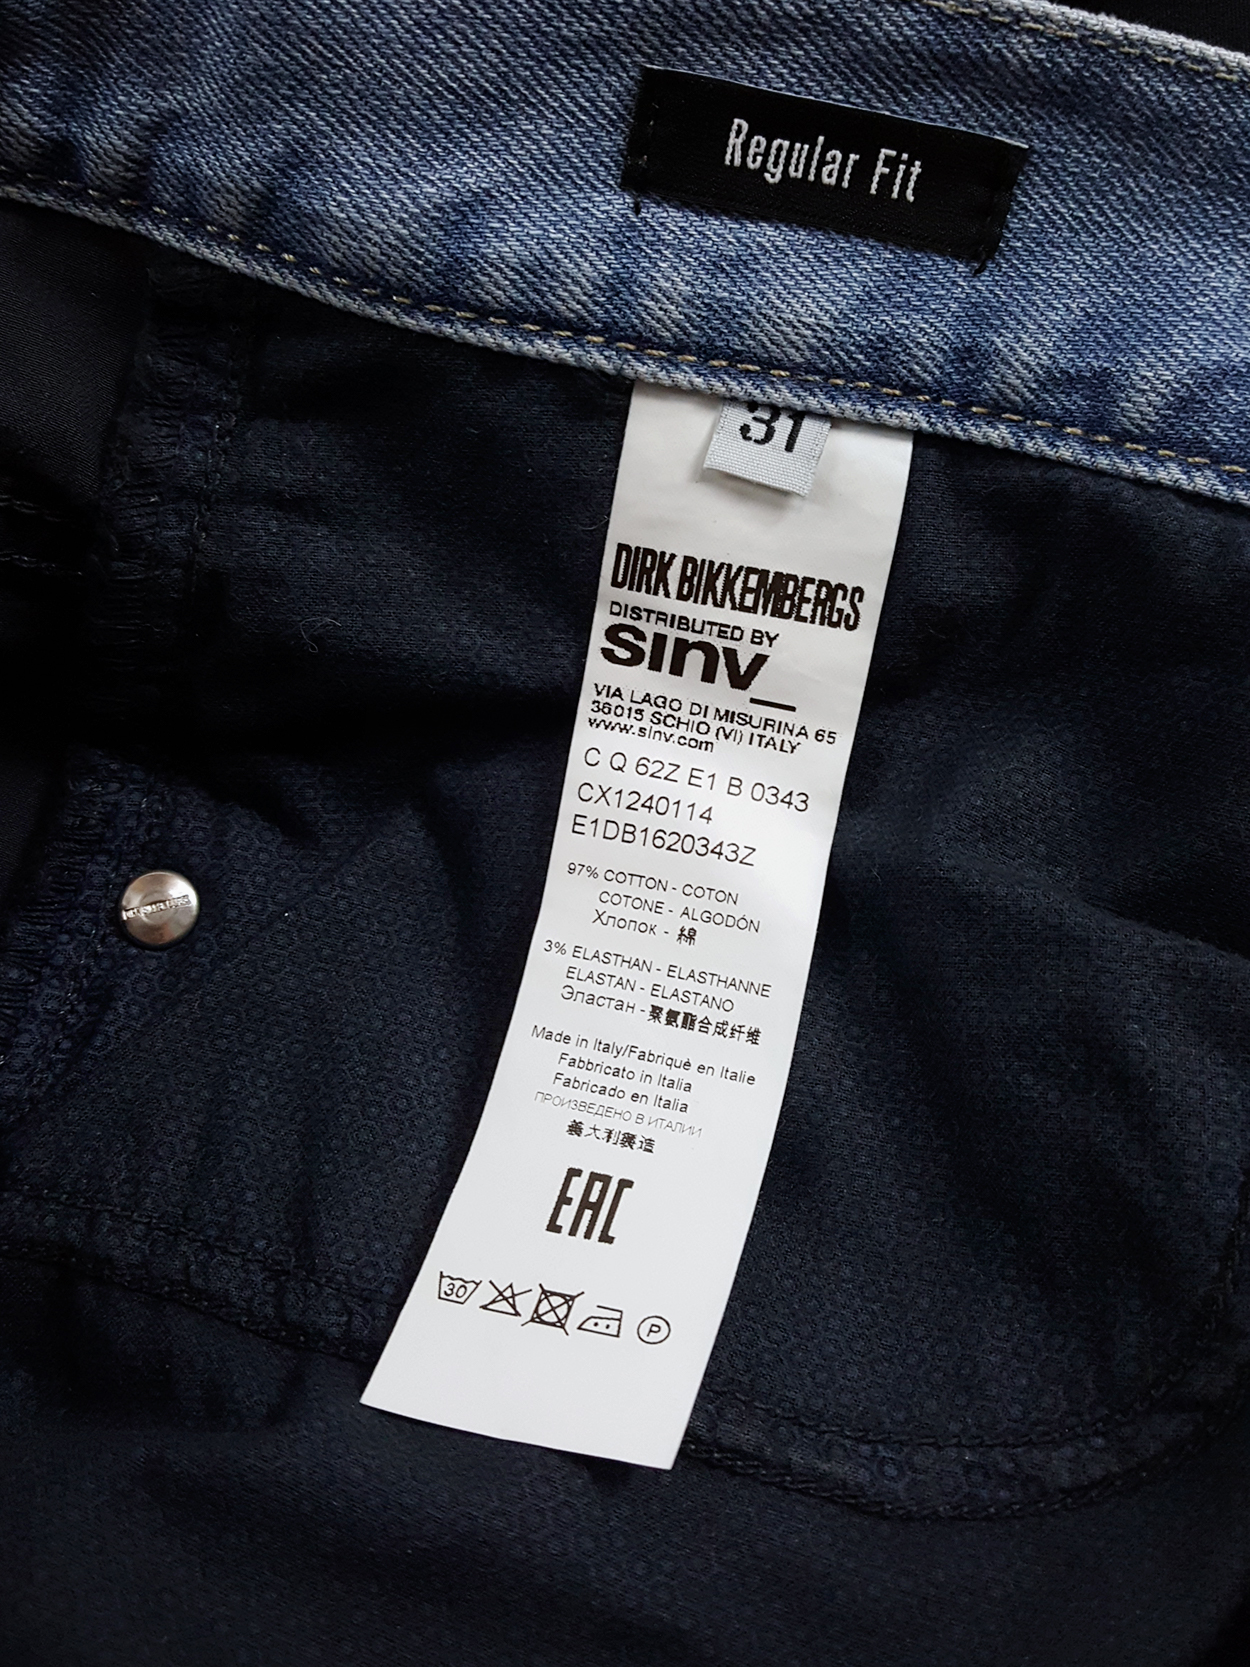 Regular Fit
31
DIRK BIKKEMBERGS
DISTRIBUTED BY
sinv_
VIA LAGO DI MISURINA 65
36015 SCHIO (VI) ITALY
www.sinv.com
C Q 62Z E1 B 0343
CX1240114
E1DB1620343Z
97% COTTON - COTON
COTONE - ALGODÓN
Хлопок - 綿
3% ELASTHAN - ELASTHANNE
ELASTAN - ELASTANO
Эластан - 聚氨酯合成纤维
Made in Italy/Fabriquè en Italie
Fabbricato in Italia
Fabricado en Italia
ПРОИЗВЕДЕНО В ИТАЛИИ
義大利製造
EAC
30
P